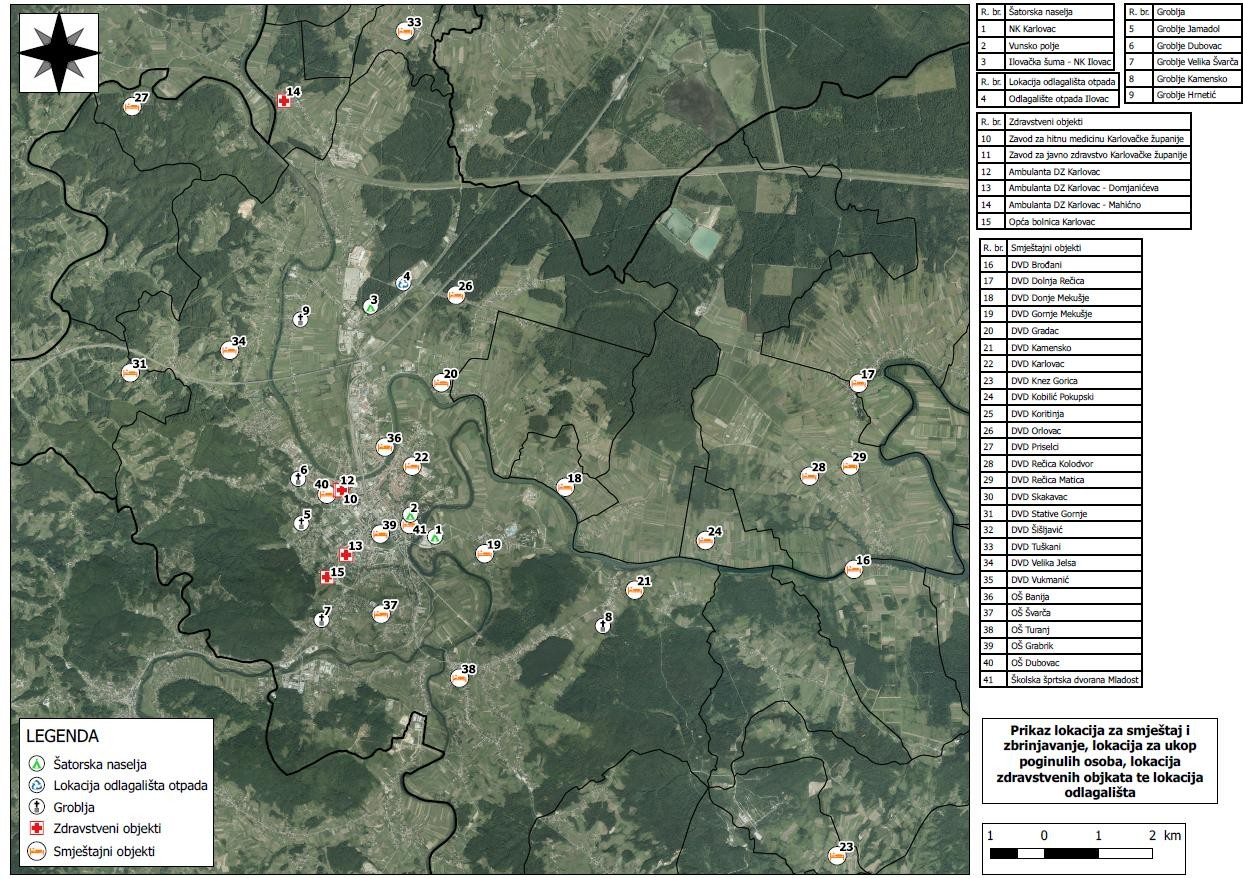 33
14
27
4
26
3
9
34
31
20
17
36
22
29
28
6
12
40
10
18
2
5
1
39
41
24
13
19
15
16
21
37
7
8
38
23
R. br. Šatorska naselja
1 NK Karlovac
2 Vunsko polje
3 Ilovačka šuma - NK Ilovac
R. br. Lokacija odlagališta otpada
4 Odlagalište otpada Ilovac
R. br. Groblja
5 Groblje Jamadol
6 Groblje Dubovac
7 Groblje Velika Švarča
8 Groblje Kamensko
9 Groblje Hrnetić
R. br. Zdravstveni objekti
10 Zavod za hitnu medicinu Karlovačke županije
11 Zavod za javno zdravstvo Karlovačke županije
12 Ambulanta DZ Karlovac
13 Ambulanta DZ Karlovac - Domjanićeva
14 Ambulanta DZ Karlovac - Mahićno
15 Opća bolnica Karlovac
R. br. Smještajni objekti
16 DVD Brođani
17 DVD Dolnja Rečica
18 DVD Donje Mekušje
19 DVD Gornje Mekušje
20 DVD Gradac
21 DVD Kamensko
22 DVD Karlovac
23 DVD Knez Gorica
24 DVD Kobilić Pokupski
25 DVD Koritinja
26 DVD Orlovac
27 DVD Priselci
28 DVD Rečica Kolodvor
29 DVD Rečica Matica
30 DVD Skakavac
31 DVD Stative Gornje
32 DVD Šišljavić
33 DVD Tuškani
34 DVD Velika Jelsa
35 DVD Vukmanić
36 OŠ Banija
37 OŠ Švarča
38 OŠ Turanj
39 OŠ Grabrik
40 OŠ Dubovac
41 Školska športska dvorana Mladost
LEGENDA
Šatorska naselja
Lokacija odlagališta otpada
Groblja
Zdravstveni objekti
Smještajni objekti
Prikaz lokacija za smještaj i
zbrinjavanje, lokacija za ukop
poginulih osoba, lokacija
zdravstvenih objkata te lokacija
odlagališta
1 0 1 2 km